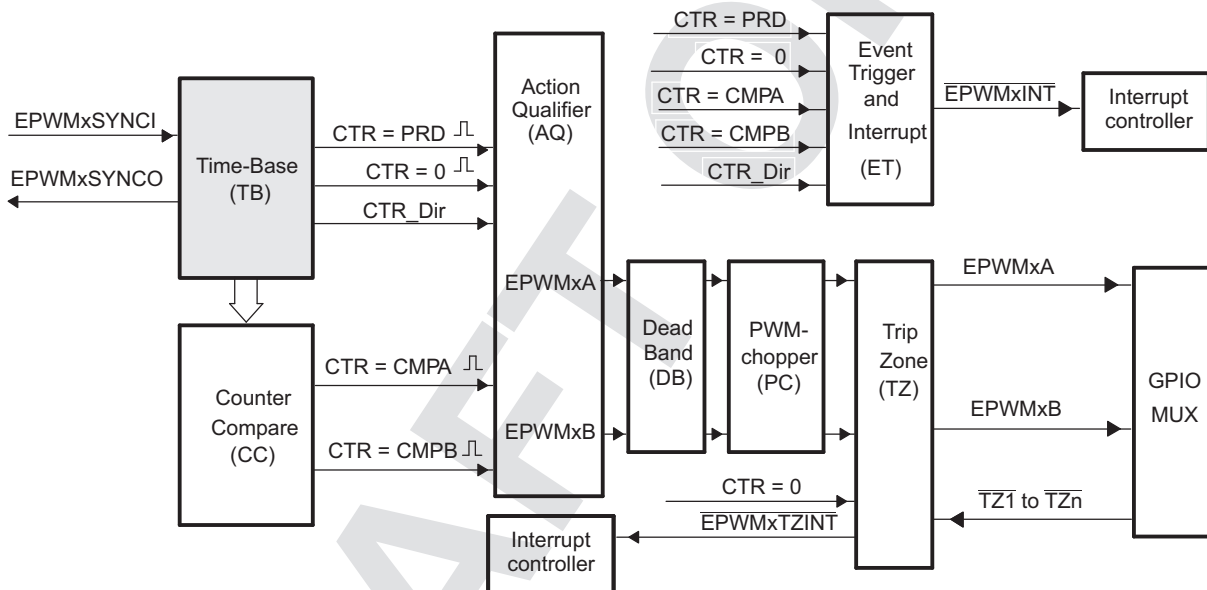 CTR = PRD
CTR = 0
CTR = CMPA
CTR = CMPB
CTR_Dir
Event
Trigger
and
Interrupt
(ET)
EPWMxINT
Interrupt
controller
EPWMxSYNCI
EPWMxSYNCO
Time-Base
(TB)
CTR = PRD
CTR = 0
CTR_Dir
Action
Qualifier
(AQ)
EPWMxA
EPWMxB
Counter
Compare
(CC)
CTR = CMPA
CTR = CMPB
Dead
Band
(DB)
PWM-
chopper
(PC)
Trip
Zone
(TZ)
EPWMxA
EPWMxB
TZ1 to TZn
GPIO
MUX
CTR = 0
EPWMxTZINT
Interrupt
controller